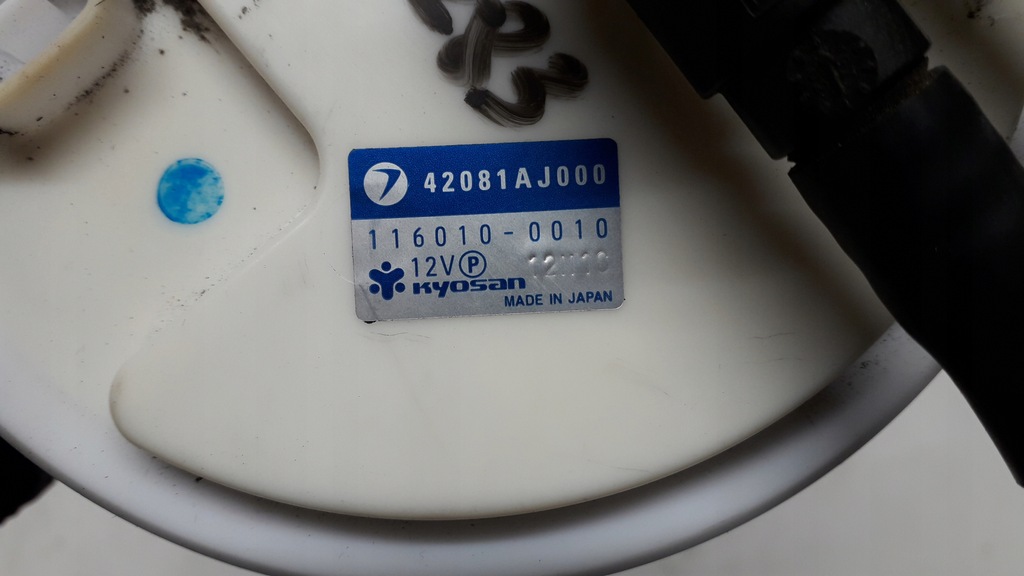 42081AJ000
116010-0010
12V P
Kyosan
MADE IN JAPAN